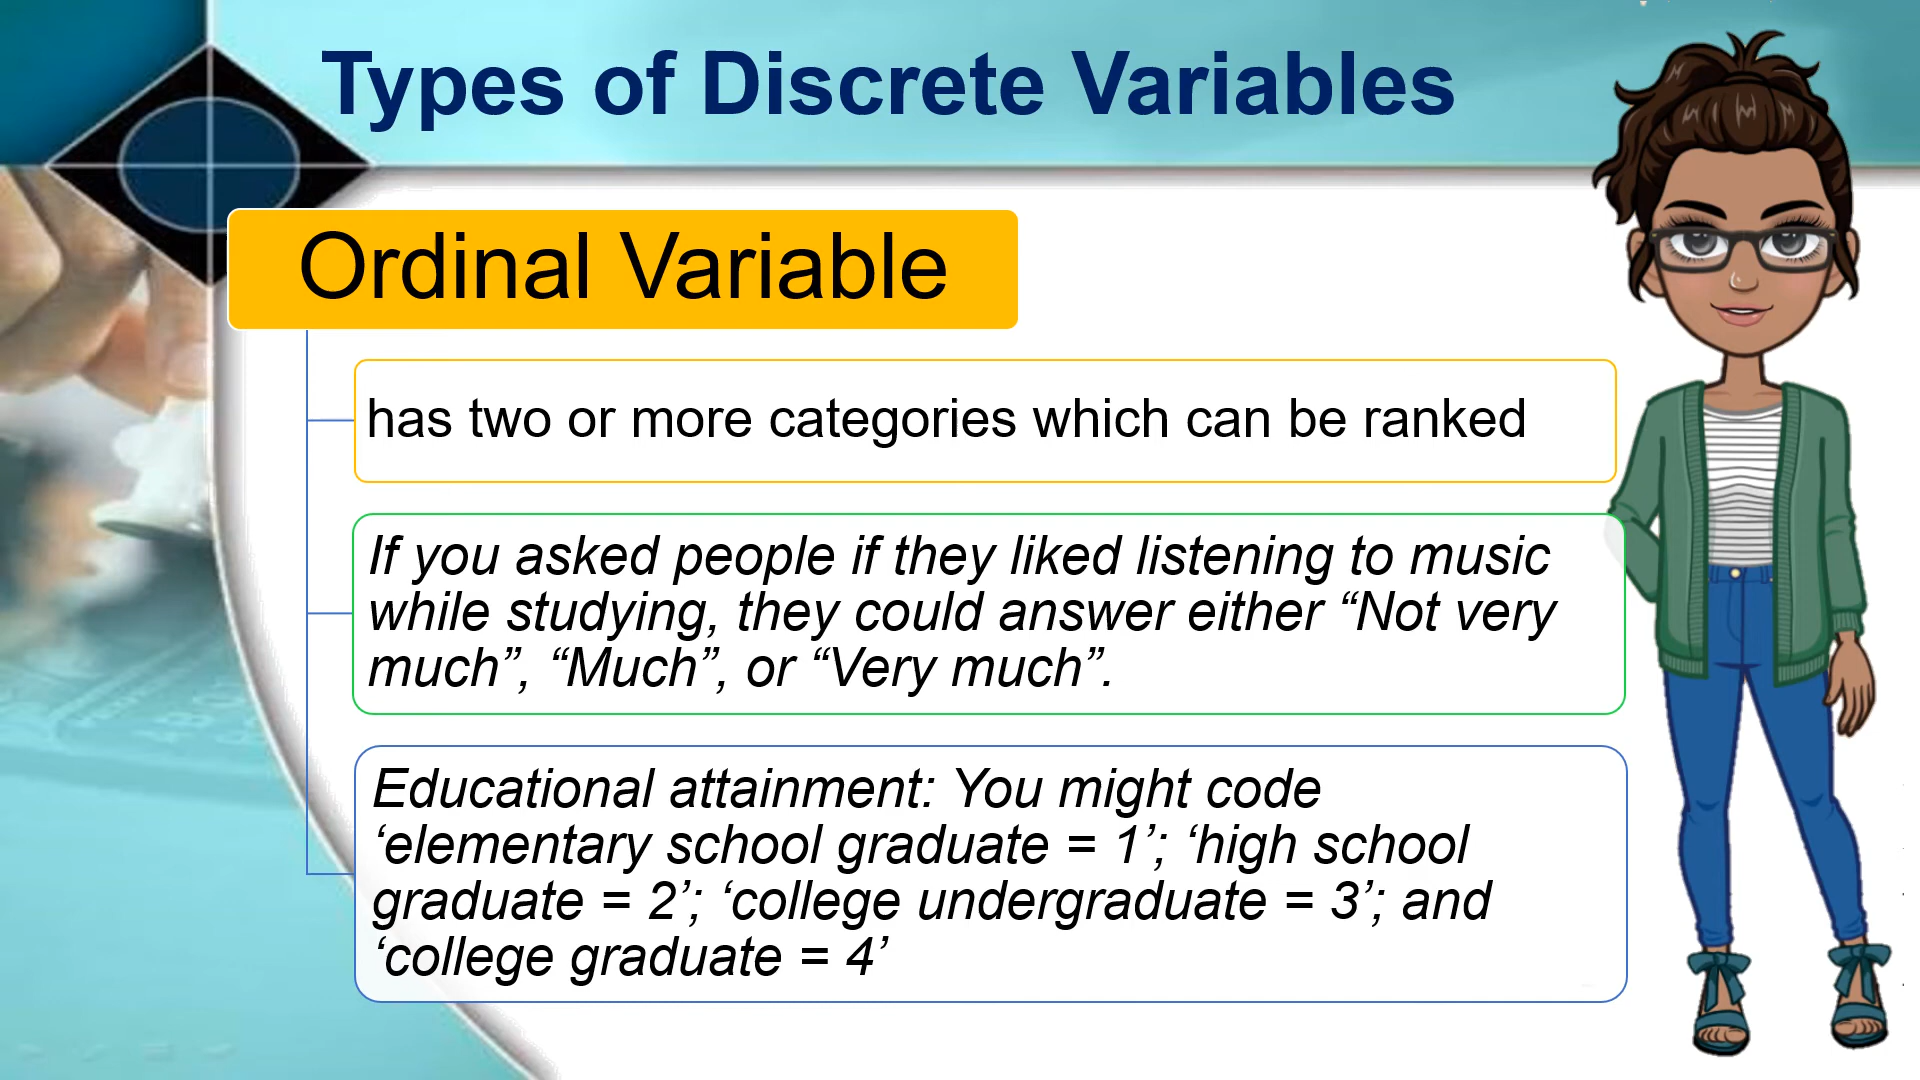 Types of Discrete Variables
Ordinal Variable
has two or more categories which can be ranked
If you asked people if they liked listening to music
while studying, they could answer either “Not very
much”, “Much”, or “Very much”.
Educational attainment: You might code
‘elementary school graduate = 1’; ‘high school
graduate = 2’; ‘college undergraduate = 3’; and
‘college graduate = 4’